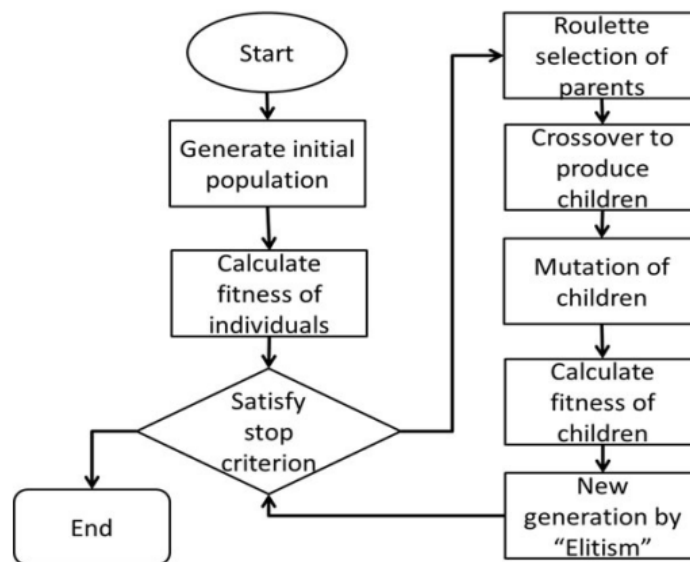 Start
Generate initial
population
Calculate
fitness of
individuals
Satisfy
stop
criterion
End
Roulette
selection of
parents
Crossover to
produce
children
Mutation of
children
Calculate
fitness of
children
New
generation by
“Elitism”